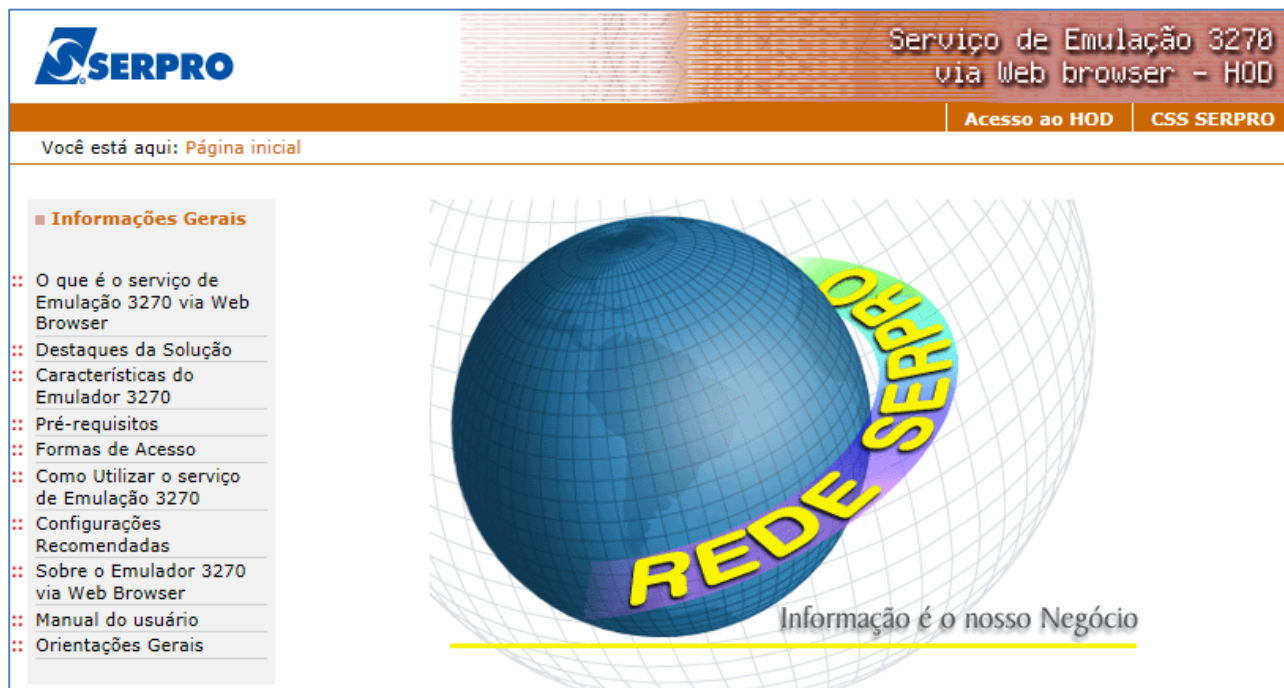 SERPRO
Serviço de Emulação 3270
via Web browser - HOD
Acesso ao HOD
CSS SERPRO
Você está aqui: Página inicial
Informações Gerais
O que é o serviço de
Emulação 3270 via Web
Browser
Destaques da Solução
Características do
Emulador 3270
Pré-requisitos
Formas de Acesso
Como Utilizar o serviço
de Emulação 3270
Configurações
Recomendadas
Sobre o Emulador 3270
via Web Browser
Manual do usuário
Orientações Gerais
REDE SERPRO
Informação é o nosso Negócio